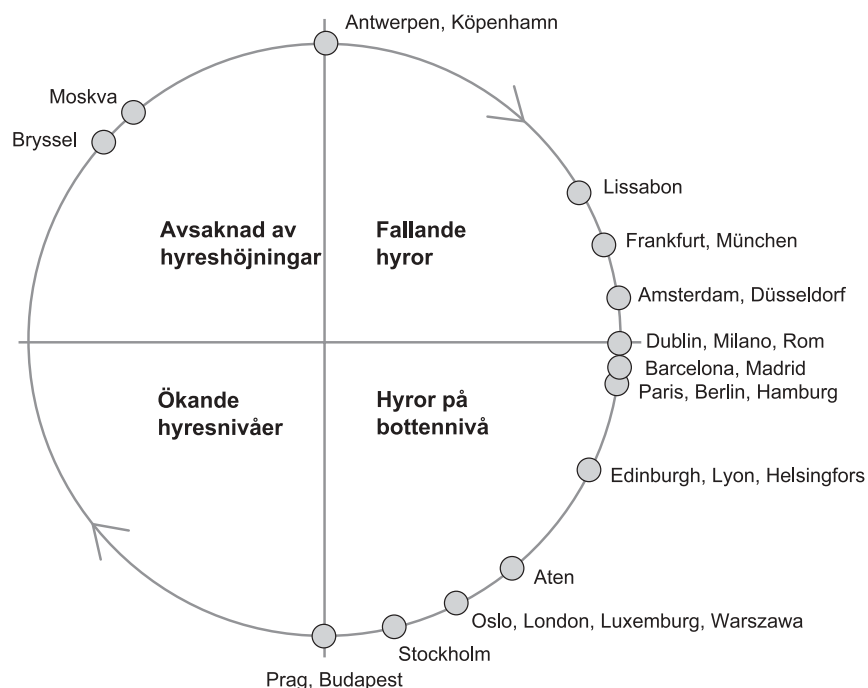 Antwerpen, Köpenhamn
Moskva
Bryssel
Lissabon
Avsaknad av
hyreshöjningar
Fallande
hyror
Frankfurt, München
Amsterdam, Düsseldorf
Dublin, Milano, Rom
Barcelona, Madrid
Paris, Berlin, Hamburg
Ökande
hyresnivåer
Hyror på
bottennivå
Edinburgh, Lyon, Helsingfors
Aten
Oslo, London, Luxemburg, Warszawa
Stockholm
Prag, Budapest